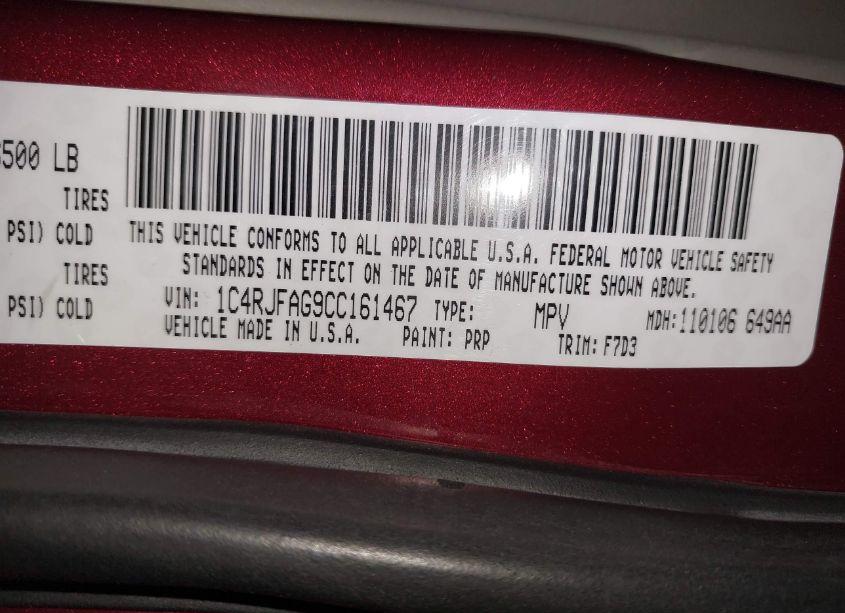 500 LB
TIRES
PSI) COLD
TIRES
PSI) COLD
THIS VEHICLE CONFORMS TO ALL APPLICABLE U.S.A. FEDERAL MOTOR VEHICLE SAFETY
STANDARDS IN EFFECT ON THE DATE OF MANUFACTURE SHOWN ABOVE.
VIN: 1C4RJFAG9CC161467 TYPE: MPV MDH:110106 649AA
VEHICLE MADE IN U.S.A. PAINT: PRP TRIM: F7D3